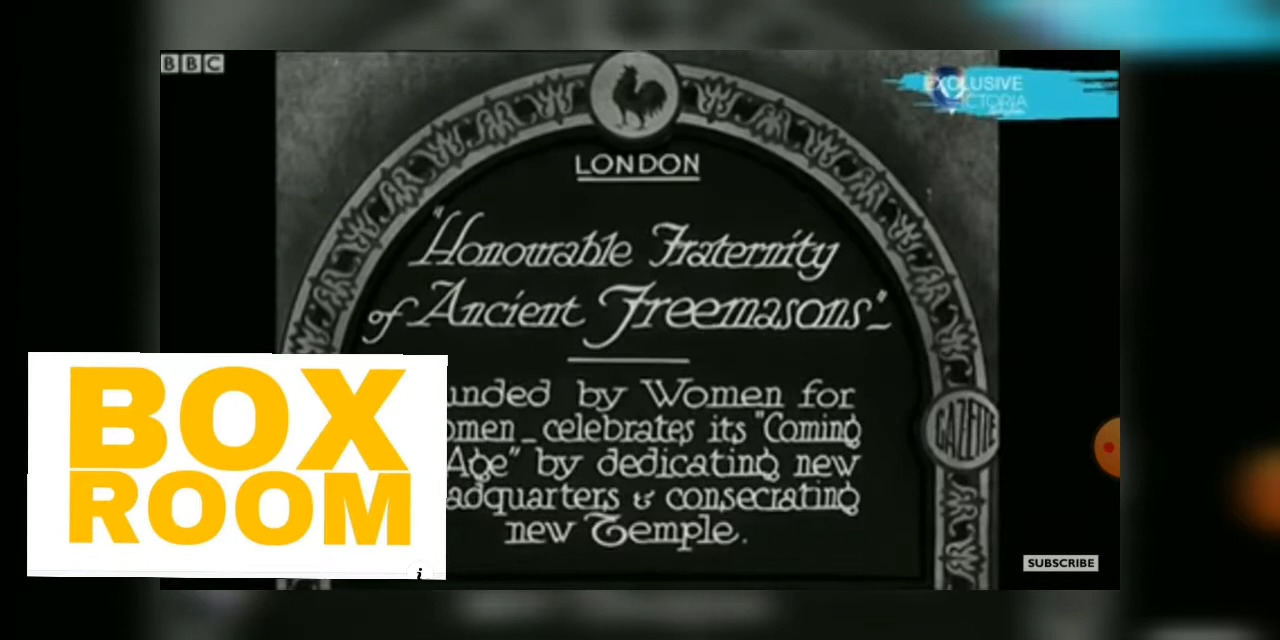 BBC
EXCLUSIVE
LONDON
"Honourable Fraternity
of Ancient Freemasons"_
by Women for
_ celebrates its "Coming
Age" by dedicating new
& consecrating
new Temple.
GAZETTE
BOX
ROOM
i
SUBSCRIBE